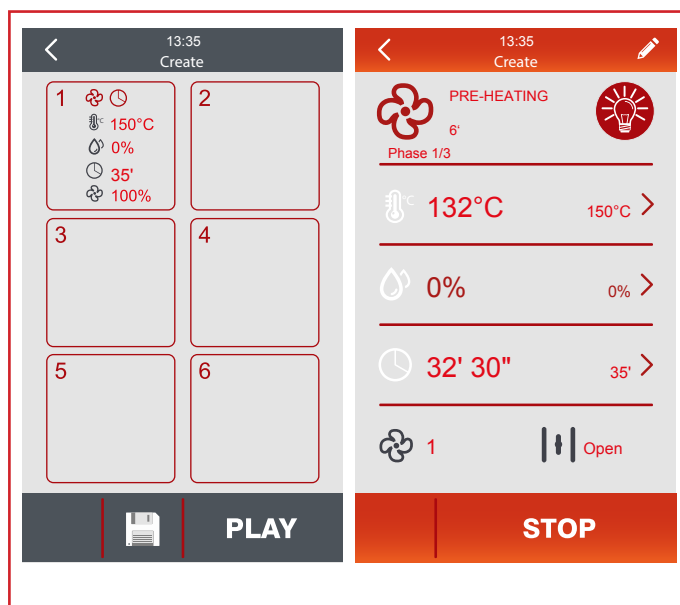 13:35
Create
1
°C 150°C
0%
35'
100%
2
3
4
5
6
PLAY
13:35
Create
PRE-HEATING
6'
Phase 1/3
°C 132°C 150°C
0% 0%
32' 30" 35'
1 Open
STOP